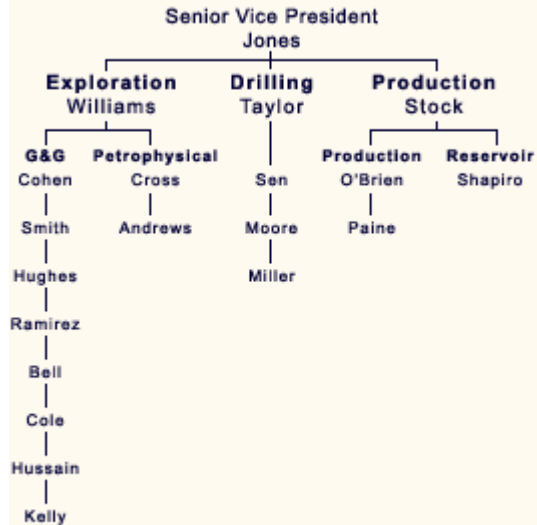 Senior Vice President
Jones
Exploration Drilling Production
Williams Taylor Stock
G&G Petrophysical Production Reservoir
Cohen Cross Sen O'Brien Shapiro
Smith Andrews Moore Paine
Hughes Miller
Ramirez
Bell
Cole
Hussain
Kelly